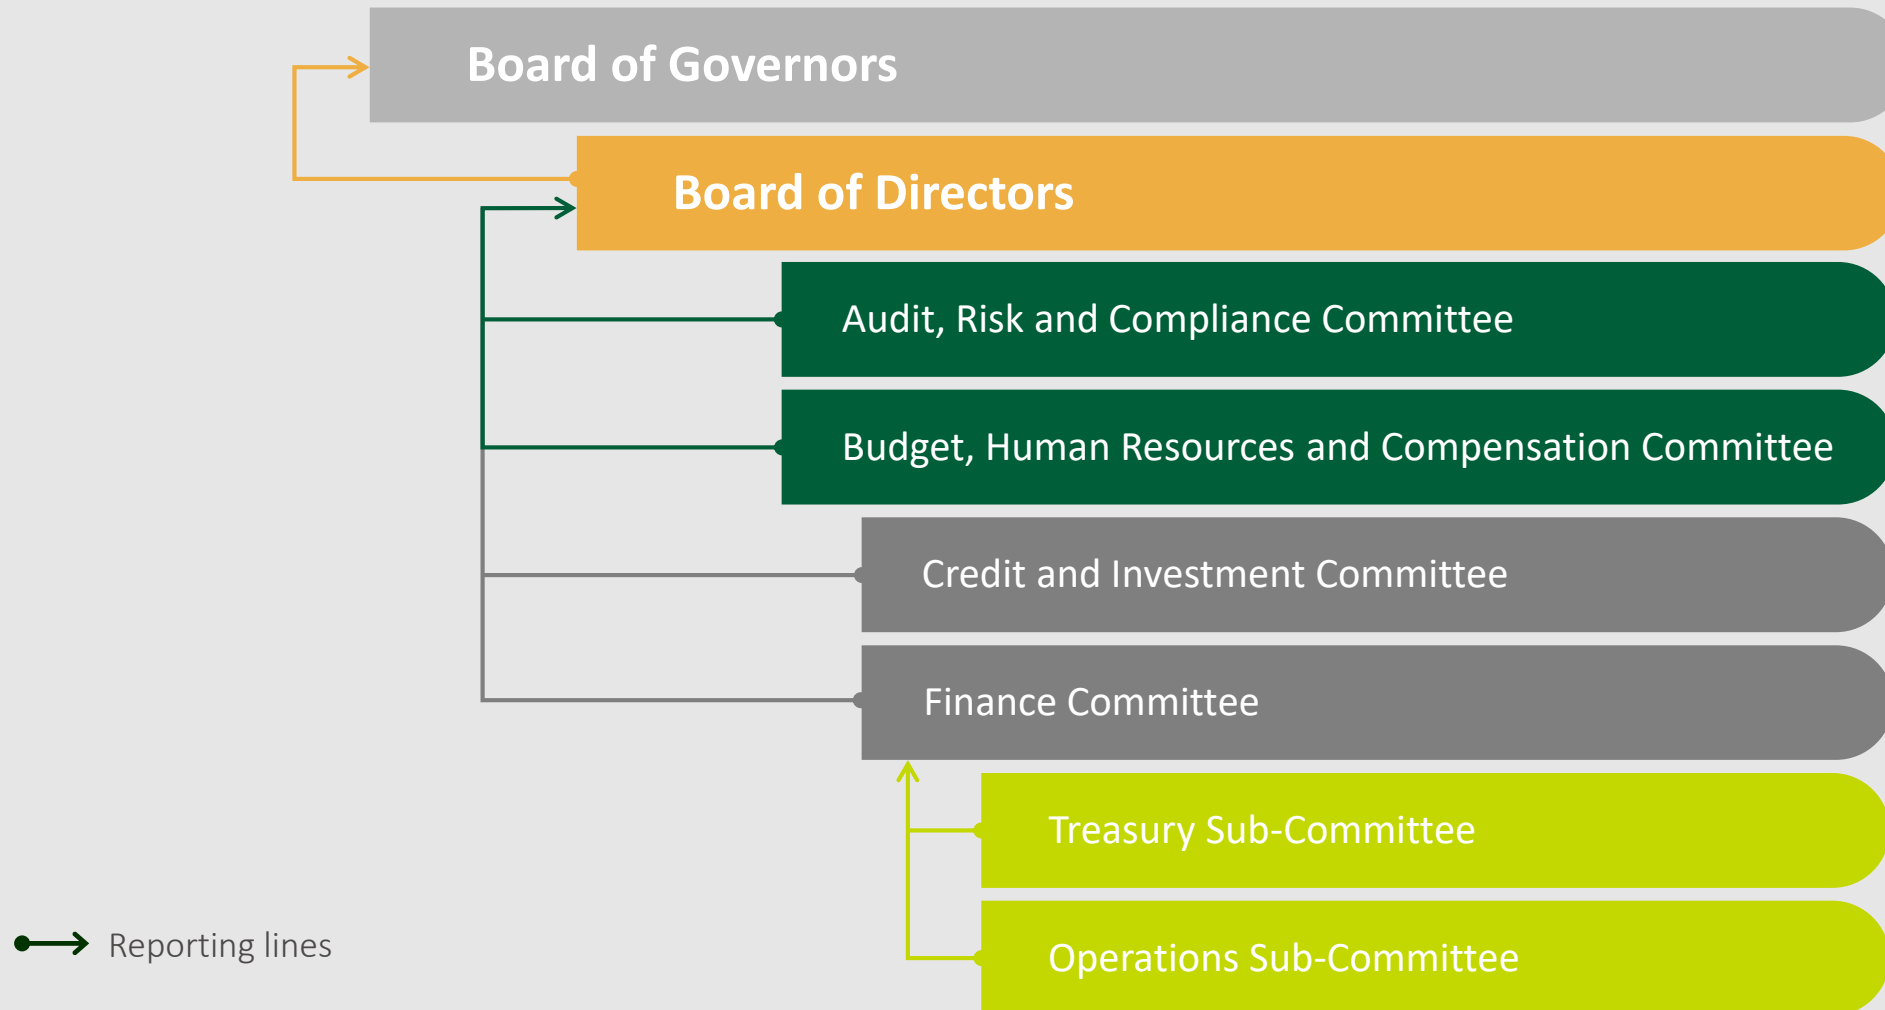 Board of Governors
Board of Directors
Audit, Risk and Compliance Committee
Budget, Human Resources and Compensation Committee
Credit and Investment Committee
Finance Committee
Treasury Sub-Committee
Operations Sub-Committee
Reporting lines